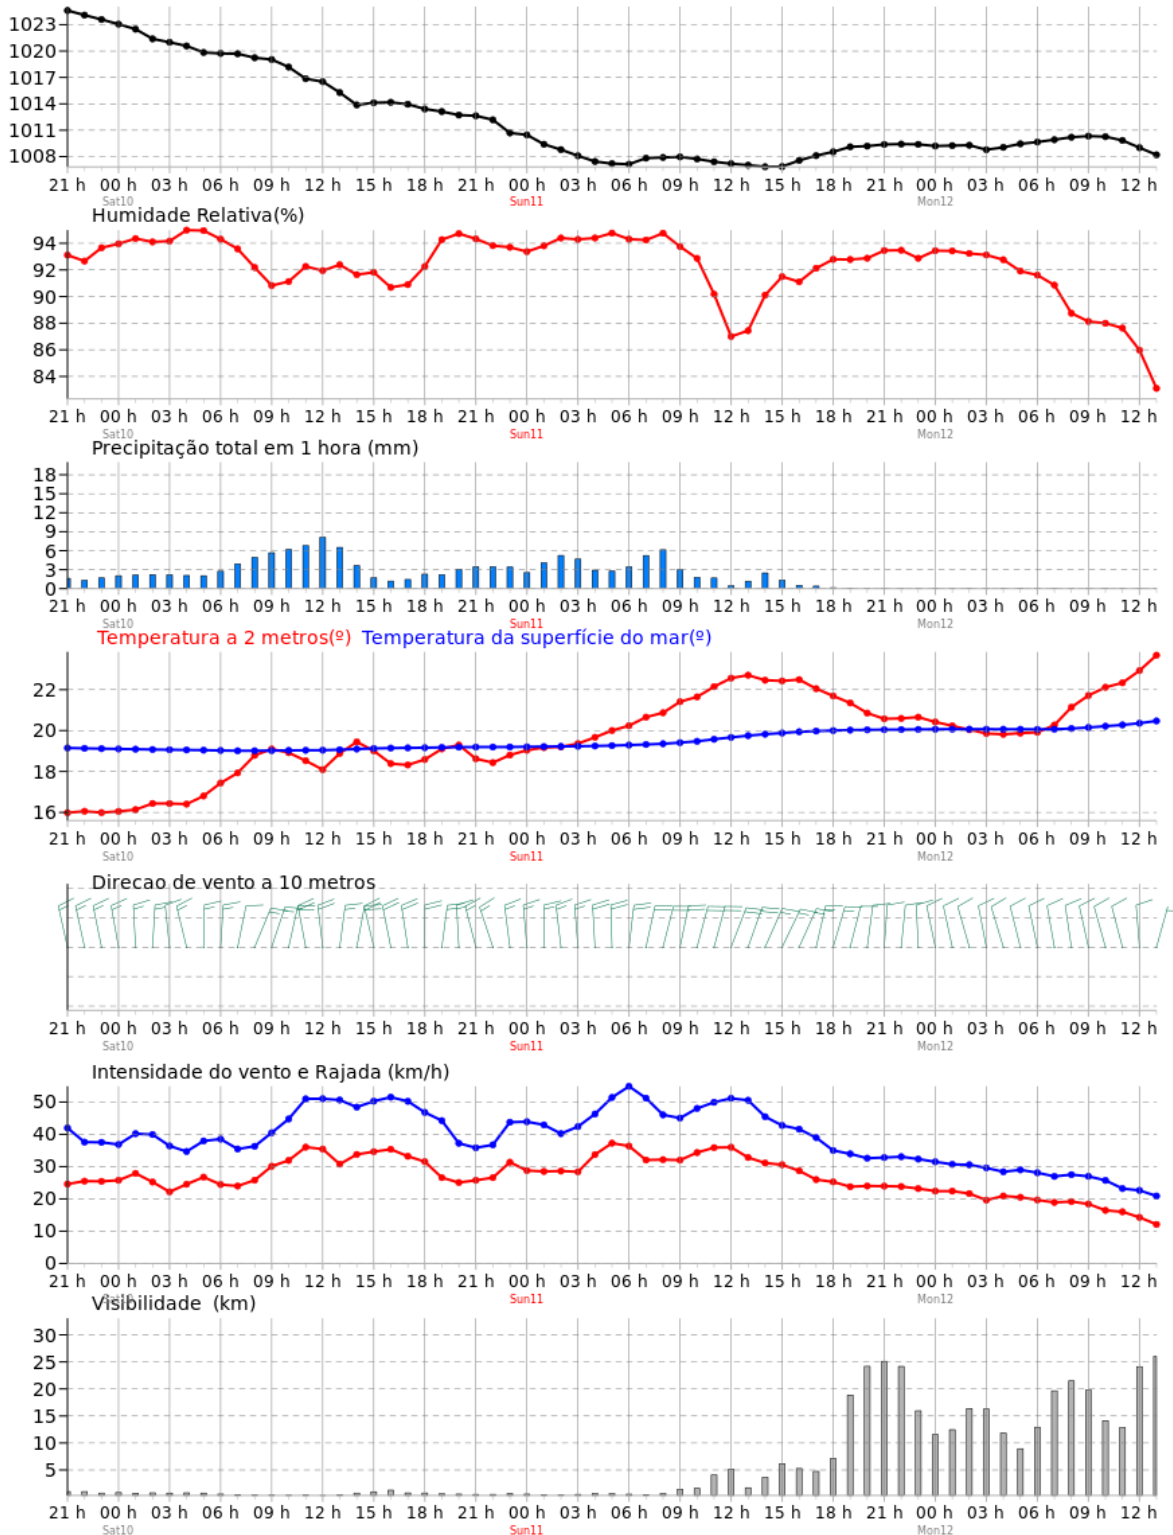 1023
1020
1017
1014
1011
1008
21 h 00 h 03 h 06 h 09 h 12 h 15 h 18 h 21 h 00 h 03 h 06 h 09 h 12 h 15 h 18 h 21 h 00 h 03 h 06 h 09 h 12 h
Sat10 Sun11 Mon12
Humidade Relativa(%)
94
92
90
88
86
84
21 h 00 h 03 h 06 h 09 h 12 h 15 h 18 h 21 h 00 h 03 h 06 h 09 h 12 h 15 h 18 h 21 h 00 h 03 h 06 h 09 h 12 h
Sat10 Sun11 Mon12
Precipitação total em 1 hora (mm)
18
15
12
9
6
3
0
21 h 00 h 03 h 06 h 09 h 12 h 15 h 18 h 21 h 00 h 03 h 06 h 09 h 12 h 15 h 18 h 21 h 00 h 03 h 06 h 09 h 12 h
Sat10 Sun11 Mon12
Temperatura a 2 metros(º) Temperatura da superfície do mar(º)
22
20
18
16
21 h 00 h 03 h 06 h 09 h 12 h 15 h 18 h 21 h 00 h 03 h 06 h 09 h 12 h 15 h 18 h 21 h 00 h 03 h 06 h 09 h 12 h
Sat10 Sun11 Mon12
Direcao de vento a 10 metros
21 h 00 h 03 h 06 h 09 h 12 h 15 h 18 h 21 h 00 h 03 h 06 h 09 h 12 h 15 h 18 h 21 h 00 h 03 h 06 h 09 h 12 h
Sat10 Sun11 Mon12
Intensidade do vento e Rajada (km/h)
50
40
30
20
10
0
21 h 00 h 03 h 06 h 09 h 12 h 15 h 18 h 21 h 00 h 03 h 06 h 09 h 12 h 15 h 18 h 21 h 00 h 03 h 06 h 09 h 12 h
Sat10 Sun11 Mon12
Visibilidade (km)
30
25
20
15
10
5
21 h 00 h 03 h 06 h 09 h 12 h 15 h 18 h 21 h 00 h 03 h 06 h 09 h 12 h 15 h 18 h 21 h 00 h 03 h 06 h 09 h 12 h
Sat10 Sun11 Mon12